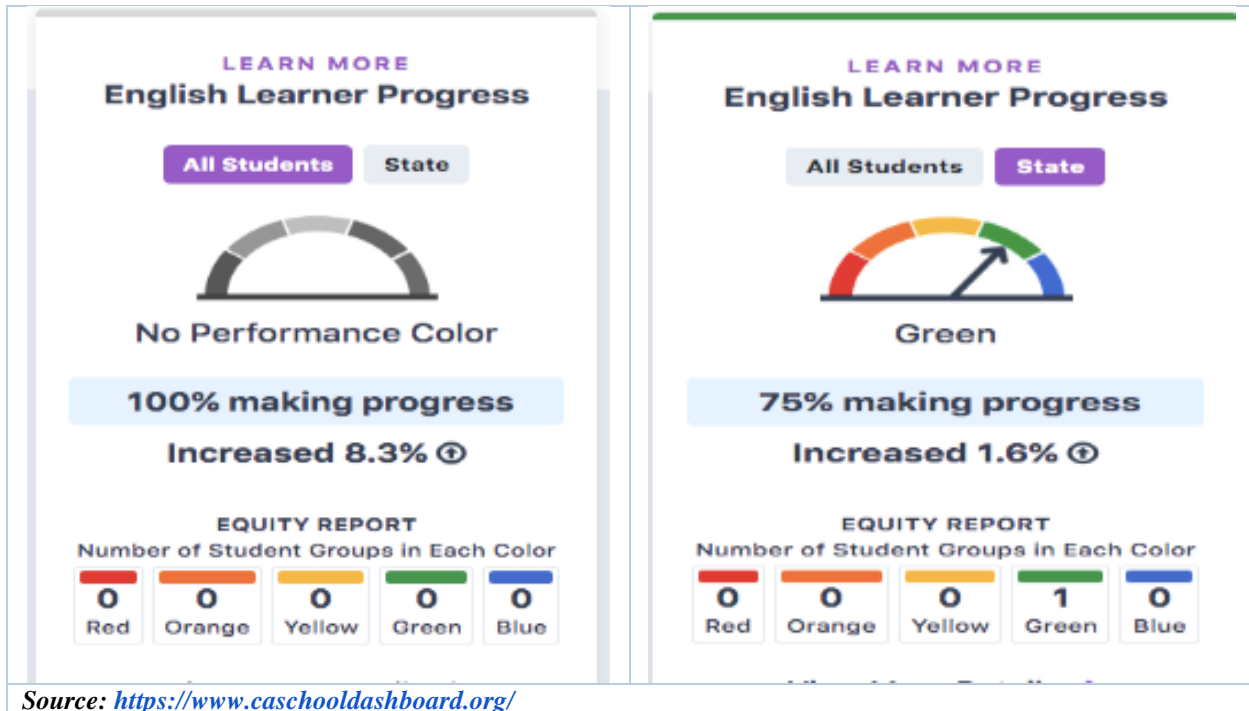 LEARN MORE
English Learner Progress
All Students State
No Performance Color
100% making progress
Increased 8.3%
EQUITY REPORT
Number of Student Groups in Each Color
0 0 0 0 0
Red Orange Yellow Green Blue
LEARN MORE
English Learner Progress
All Students State
Green
75% making progress
Increased 1.6%
EQUITY REPORT
Number of Student Groups in Each Color
0 0 0 1 0
Red Orange Yellow Green Blue
Source: https://www.caschooldashboard.org/